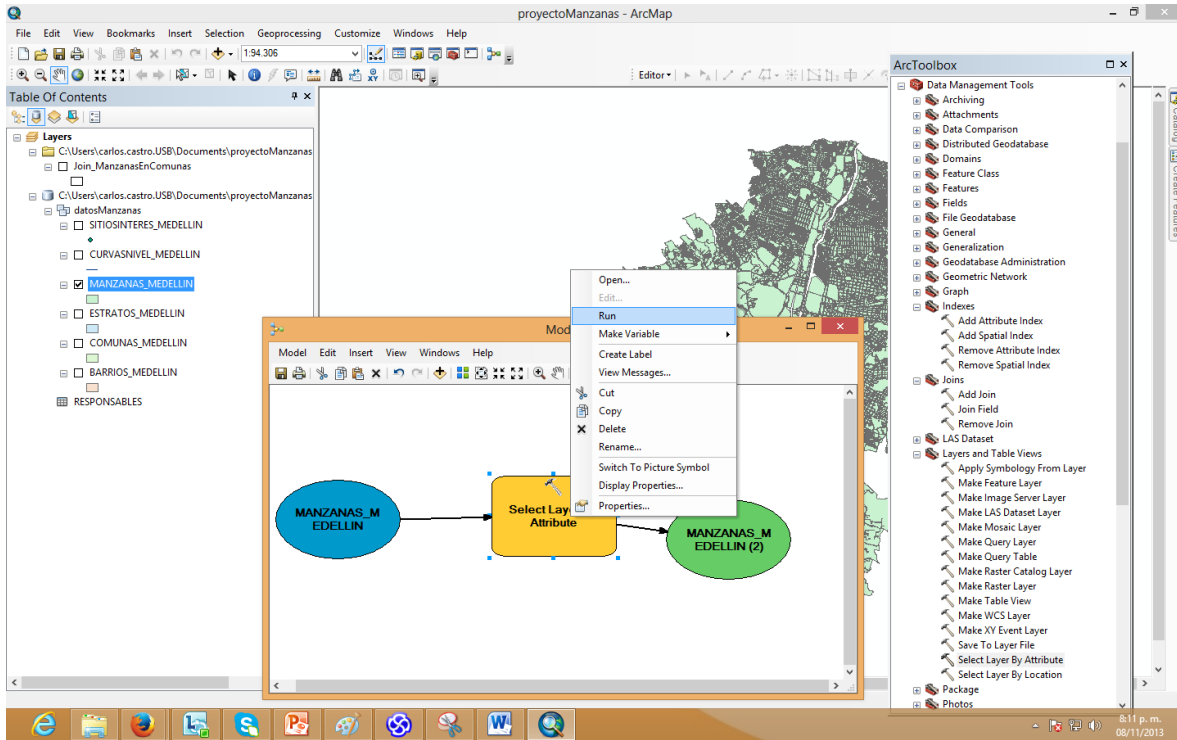 proyectoManzanas - ArcMap
File Edit View Bookmarks Insert Selection Geoprocessing Customize Windows Help
1:94.306
Editor
Table Of Contents
Layers
C:\Users\carlos.castro.USB\Documents\proyectoManzanas
Join_ManzanasEnComunas
C:\Users\carlos.castro.USB\Documents\proyectoManzanas
datosManzanas
SITIOSINTERES_MEDELLIN
CURVASNIVEL_MEDELLIN
MANZANAS_MEDELLIN
ESTRATOS_MEDELLIN
COMUNAS_MEDELLIN
BARRIOS_MEDELLIN
RESPONSABLES
Mod
Model Edit Insert View Windows Help
MANZANAS_M
EDELLIN
Select Lay
Attribute
MANZANAS_M
EDELLIN (2)
Open...
Edit...
Run
Make Variable
Create Label
View Messages...
Cut
Copy
Delete
Rename...
Switch To Picture Symbol
Display Properties...
Properties...
ArcToolbox
Data Management Tools
Archiving
Attachments
Data Comparison
Distributed Geodatabase
Domains
Feature Class
Features
Fields
File Geodatabase
General
Generalization
Geodatabase Administration
Geometric Network
Graph
Indexes
Add Attribute Index
Add Spatial Index
Remove Attribute Index
Remove Spatial Index
Joins
Add Join
Join Field
Remove Join
LAS Dataset
Layers and Table Views
Apply Symbology From Layer
Make Feature Layer
Make Image Server Layer
Make LAS Dataset Layer
Make Mosaic Layer
Make Query Layer
Make Query Table
Make Raster Catalog Layer
Make Raster Layer
Make Table View
Make WCS Layer
Make XY Event Layer
Save To Layer File
Select Layer By Attribute
Select Layer By Location
Package
Photos
Catalog
Create Features
8:11 p. m.
08/11/2013